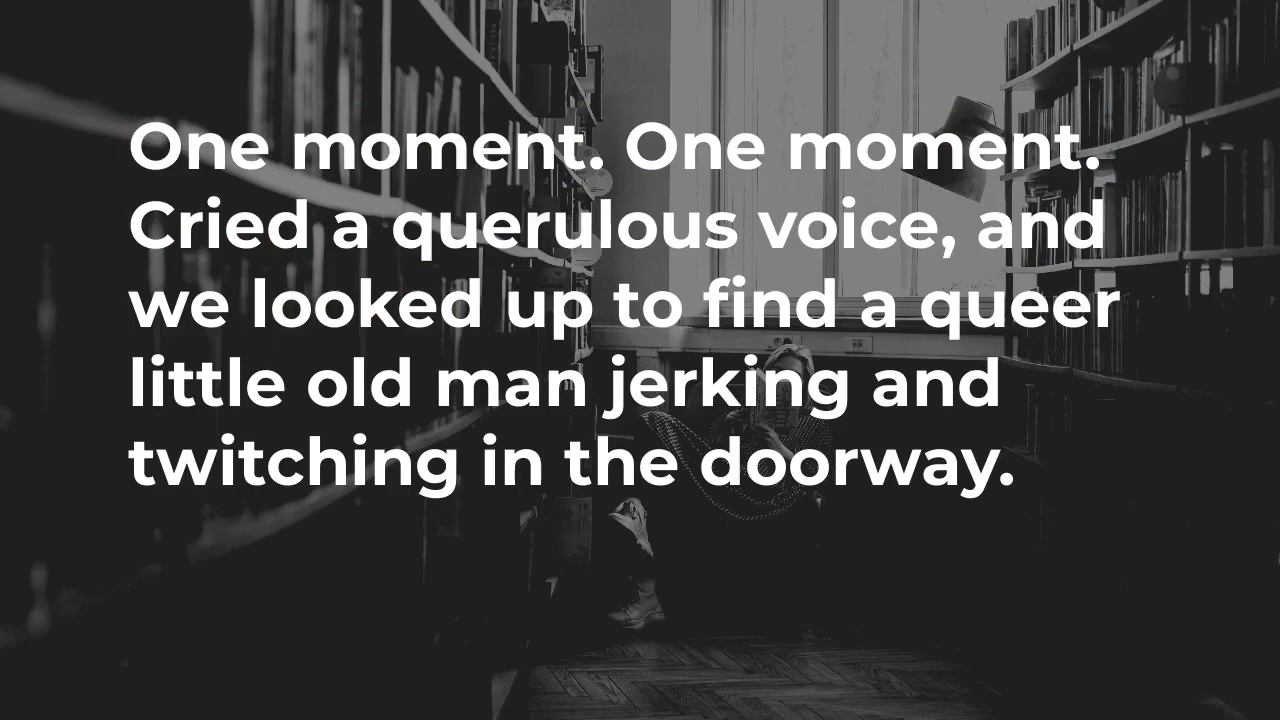 One moment. One moment.
Cried a querulous voice, and
we looked up to find a queer
little old man jerking and
twitching in the doorway.